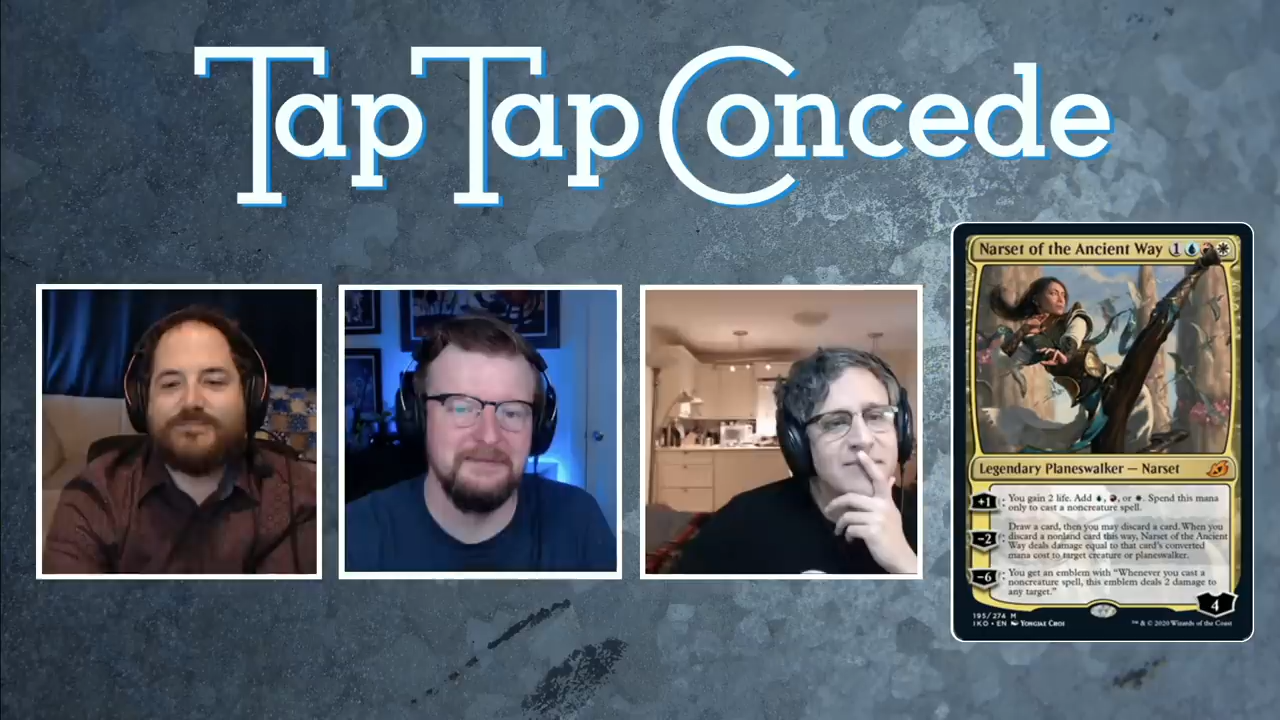 Tap Tap Concede
Narset of the Ancient Way 1
Legendary Planeswalker — Narset
+1: You gain 2 life. Add , , or . Spend this mana
only to cast a noncreature spell.
Draw a card, then you may discard a card. When you
-2: discard a nonland card this way, Narset of the Ancient
Way deals damage equal to that card's converted
mana cost to target creature or planeswalker.
-6: You get an emblem with "Whenever you cast a
noncreature spell, this emblem deals 2 damage to
any target."
4
195/274 M
IKO • EN Yongjae Choi
™ & © 2020 Wizards of the Coast